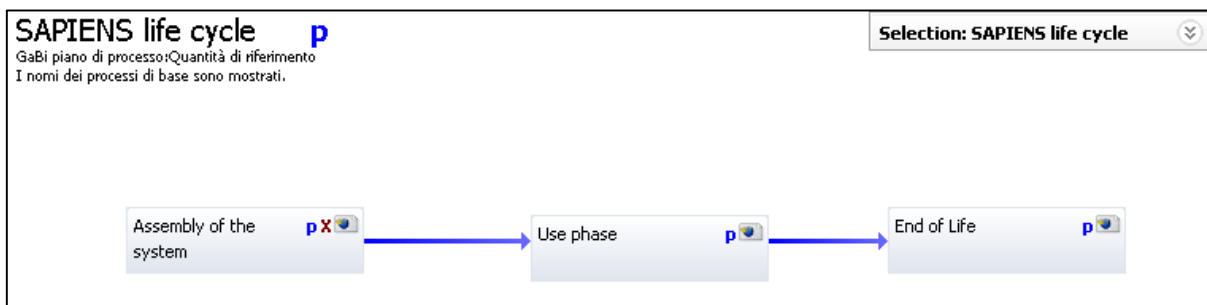 SAPIENS life cycle p
GaBi piano di processo:Quantità di riferimento
I nomi dei processi di base sono mostrati.
Selection: SAPIENS life cycle
Assembly of the
system
p X
Use phase
p
End of Life
p